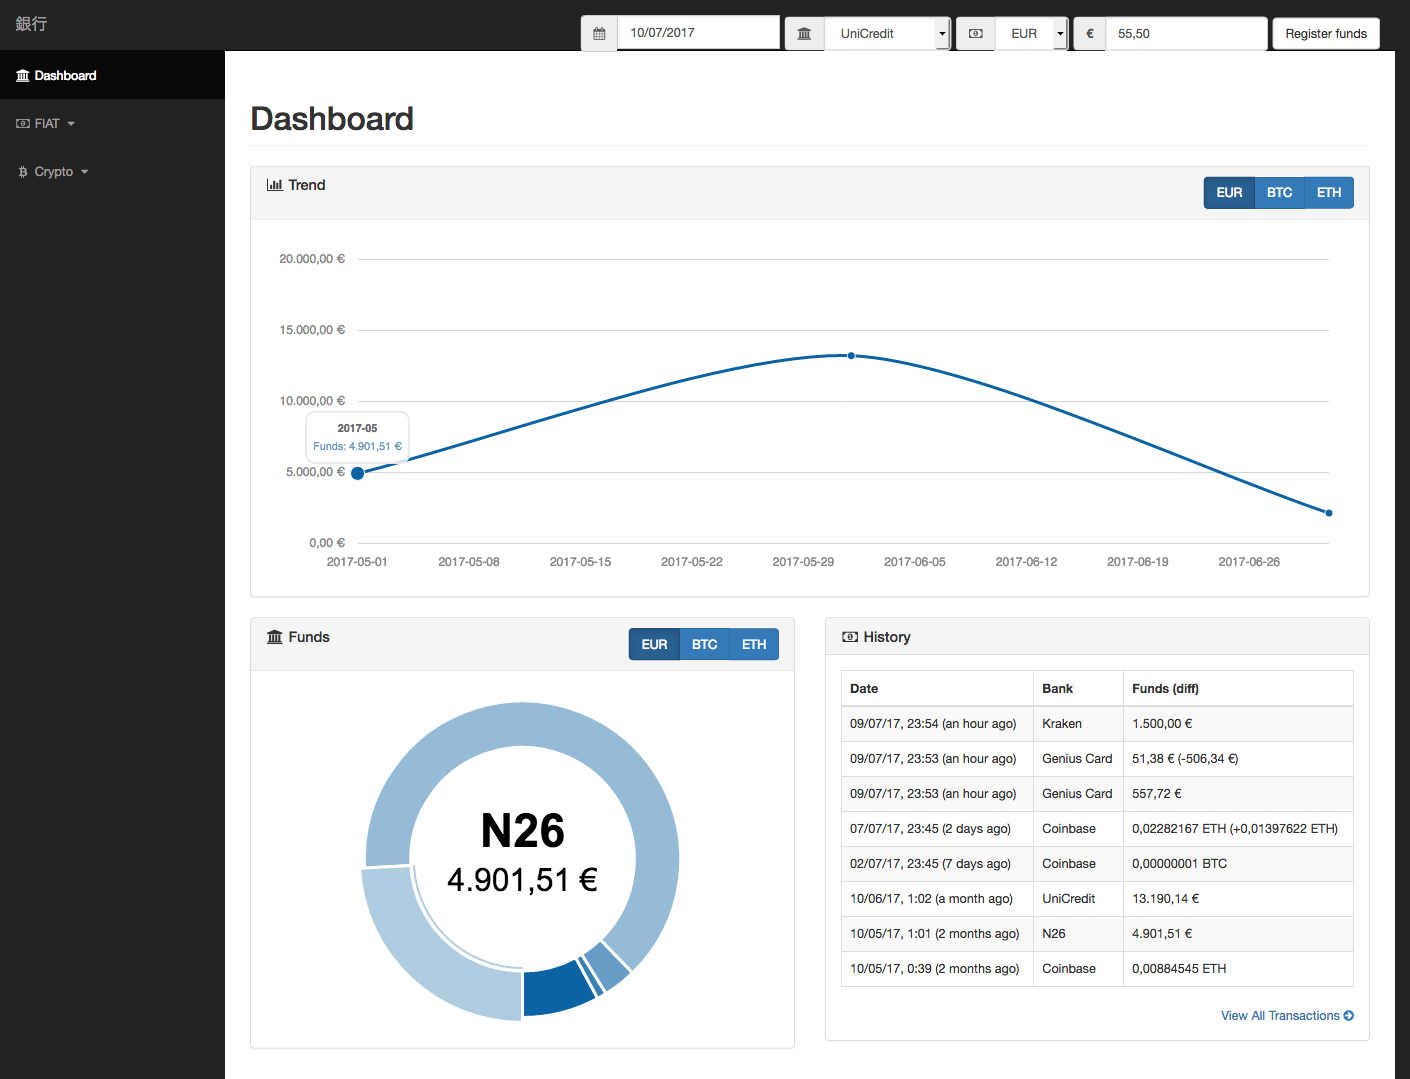 銀行
10/07/2017 UniCredit EUR € 55,50 Register funds
Dashboard
FIAT
Crypto
Dashboard
Trend
EUR BTC ETH
20.000,00 €
15.000,00 €
10.000,00 €
5.000,00 €
0,00 €
2017-05
Funds: 4.901,51 €
2017-05-01 2017-05-08 2017-05-15 2017-05-22 2017-05-29 2017-06-05 2017-06-12 2017-06-19 2017-06-26
Funds
EUR BTC ETH
N26
4.901,51 €
History
Date Bank Funds (diff)
09/07/17, 23:54 (an hour ago) Kraken 1.500,00 €
09/07/17, 23:53 (an hour ago) Genius Card 51,38 € (-506,34 €)
09/07/17, 23:53 (an hour ago) Genius Card 557,72 €
07/07/17, 23:45 (2 days ago) Coinbase 0,02282167 ETH (+0,01397622 ETH)
02/07/17, 23:45 (7 days ago) Coinbase 0,00000001 BTC
10/06/17, 1:02 (a month ago) UniCredit 13.190,14 €
10/05/17, 1:01 (2 months ago) N26 4.901,51 €
10/05/17, 0:39 (2 months ago) Coinbase 0,00884545 ETH
View All Transactions